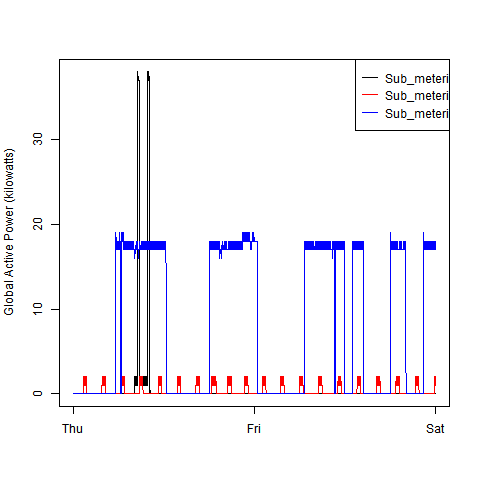 Sub_meteri
Sub_meteri
Sub_meteri
Global Active Power (kilowatts)
30
20
10
0
Thu Fri Sat